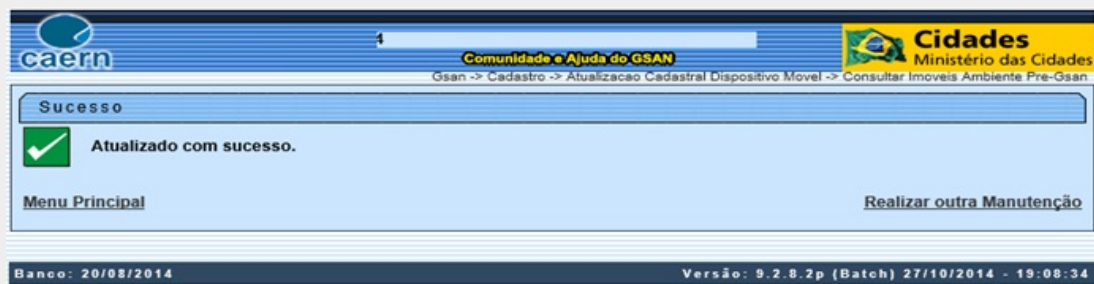 caern
4
Comunidade e Ajuda do GSAN
Cidades
Ministério das Cidades
Gsan -> Cadastro -> Atualizacao Cadastral Dispositivo Movel -> Consultar Imoveis Ambiente Pre-Gsan
Sucesso
Atualizado com sucesso.
Menu Principal
Realizar outra Manutenção
Banco: 20/08/2014
Versão: 9.2.8.2p (Batch) 27/10/2014 - 19:08:34